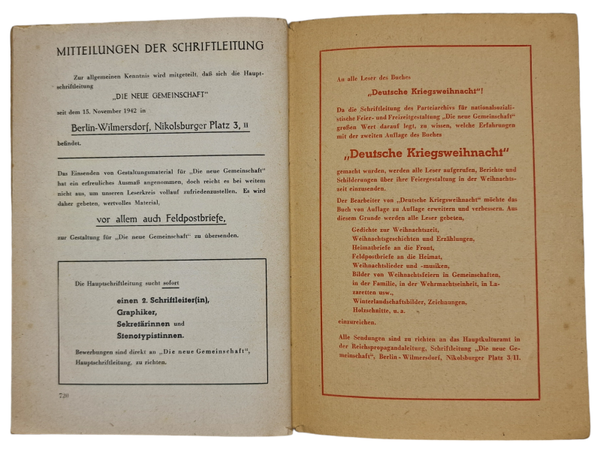 MITTEILUNGEN DER SCHRIFTLEITUNG
Zur allgemeinen Kenntnis wird mitgeteilt, daß sich die Haupt-
schriftleitung
„DIE NEUE GEMEINSCHAFT"
seit dem 15. November 1942 in
Berlin-Wilmersdorf, Nikolsburger Platz 3, II
befindet.
Das Einsenden von Gestaltungsmaterial für „Die neue Gemeinschaft"
hat ein erfreuliches Ausmaß angenommen, doch reicht es bei weitem
nicht aus, um unseren Leserkreis vollauf zufriedenzustellen. Es wird
daher gebeten, wertvolles Material,
vor allem auch Feldpostbriefe,
zur Gestaltung für „Die neue Gemeinschaft" zu übersenden.
Die Hauptschriftleitung sucht sofort
einen 2. Schriftleiter(in),
Graphiker,
Sekretärinnen und
Stenotypistinnen.
Bewerbungen sind direkt an „Die neue Gemeinschaft",
Hauptschriftleitung, zu richten.
720
An alle Leser des Buches
„Deutsche Kriegsweihnacht"!
Da die Schriftleitung des Parteiarchivs für nationalsoziali-
stische Feier- und Freizeitgestaltung „Die neue Gemeinschaft"
großen Wert darauf legt, zu wissen, welche Erfahrungen
mit der zweiten Auflage des Buches
„Deutsche Kriegsweihnacht"
gemacht wurden, werden alle Leser aufgerufen, Berichte und
Schilderungen über ihre Feiergestaltung in der Weihnachts-
zeit einzusenden.
Der Bearbeiter von „Deutsche Kriegsweihnacht" möchte das
Buch von Auflage zu Auflage erweitern und verbessern. Aus
diesem Grunde werden alle Leser gebeten,
Gedichte zur Weihnachtszeit,
Weihnachtsgeschichten und Erzählungen,
Heimatbriefe an die Front,
Feldpostbriefe an die Heimat,
Weihnachtslieder und -musiken,
Bilder von Weihnachtsfeiern in Gemeinschaften,
in der Familie, in der Wehrmachtseinheit, in La-
zaretten usw.,
Winterlandschaftsbilder, Zeichnungen,
Holzschnitte, u. a.
einzureichen.
Alle Sendungen sind zu richten an das Hauptkulturamt in
der Reichspropagandaleitung, Schriftleitung „Die neue Ge-
meinschaft", Berlin - Wilmersdorf, Nikolsburger Platz 3/II.